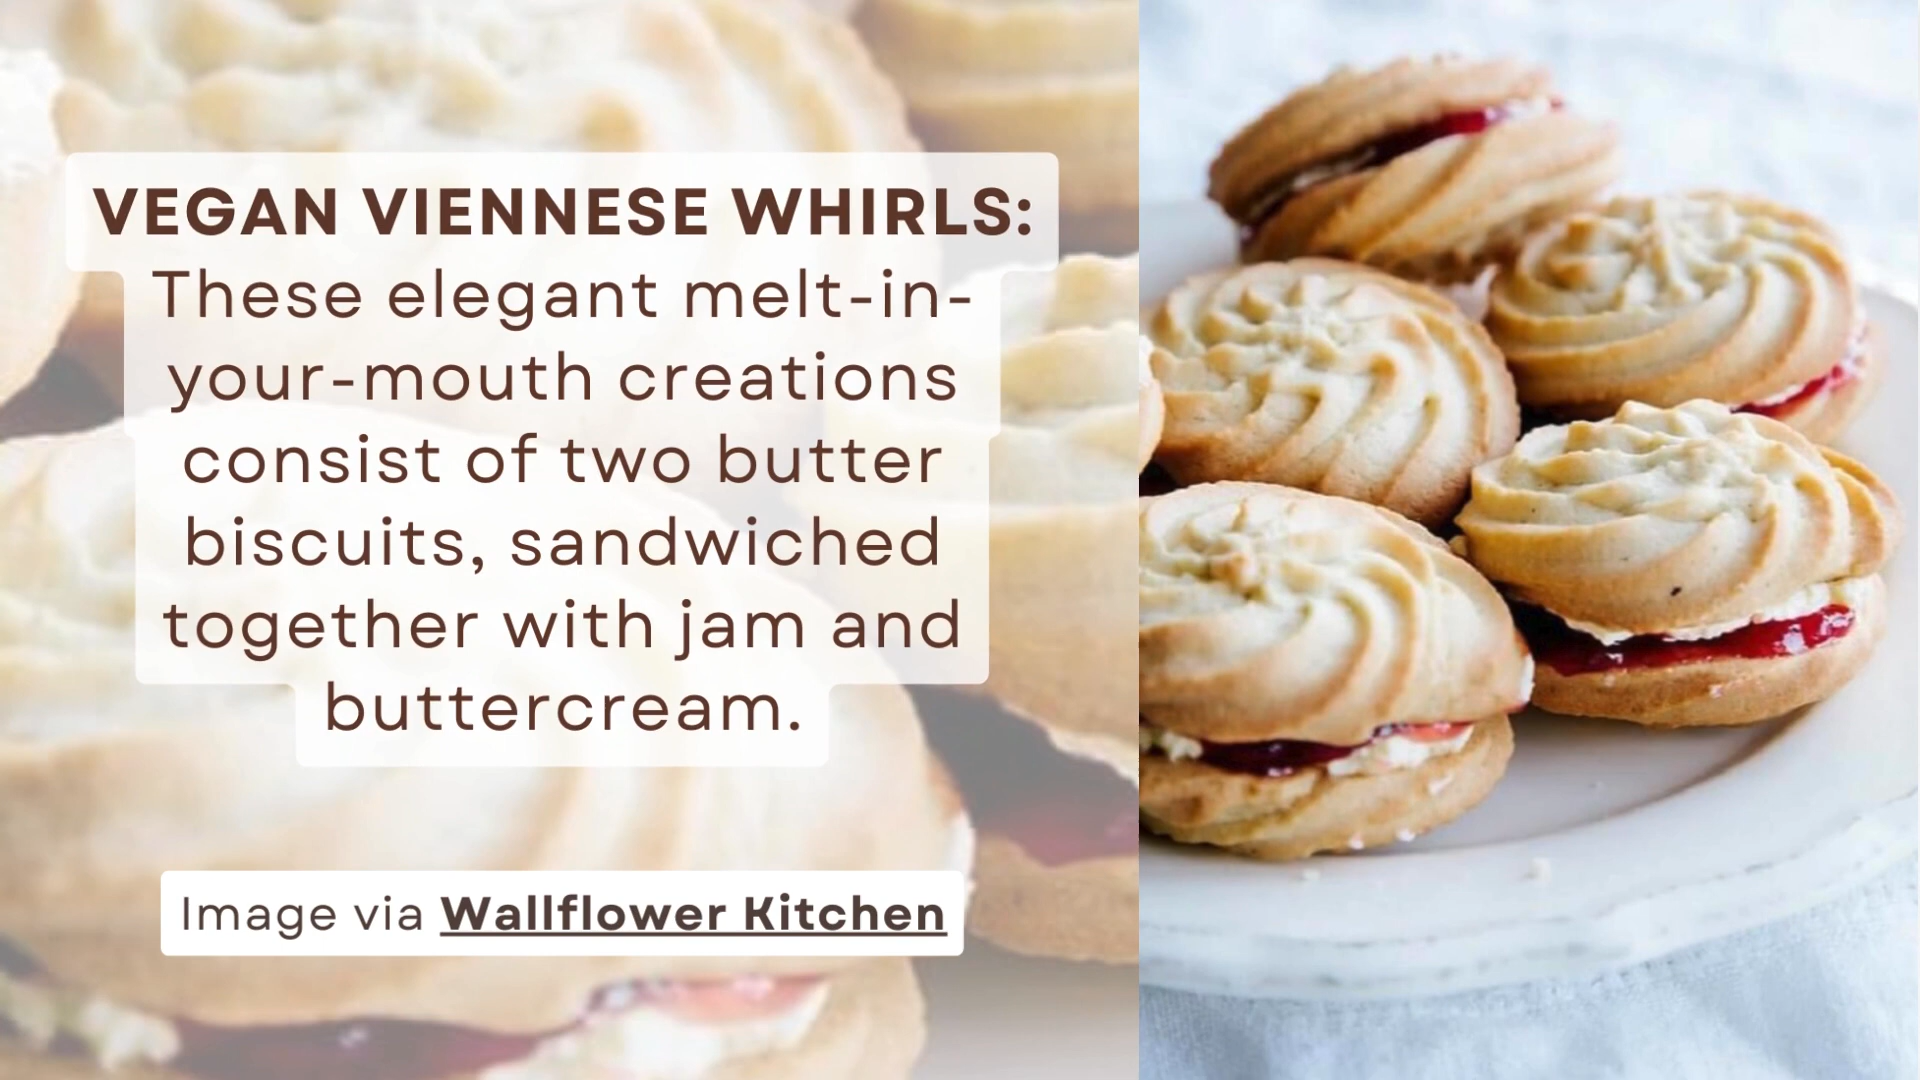 VEGAN VIENNESE WHIRLS:
These elegant melt-in-
your-mouth creations
consist of two butter
biscuits, sandwiched
together with jam and
buttercream.
Image via Wallflower Kitchen